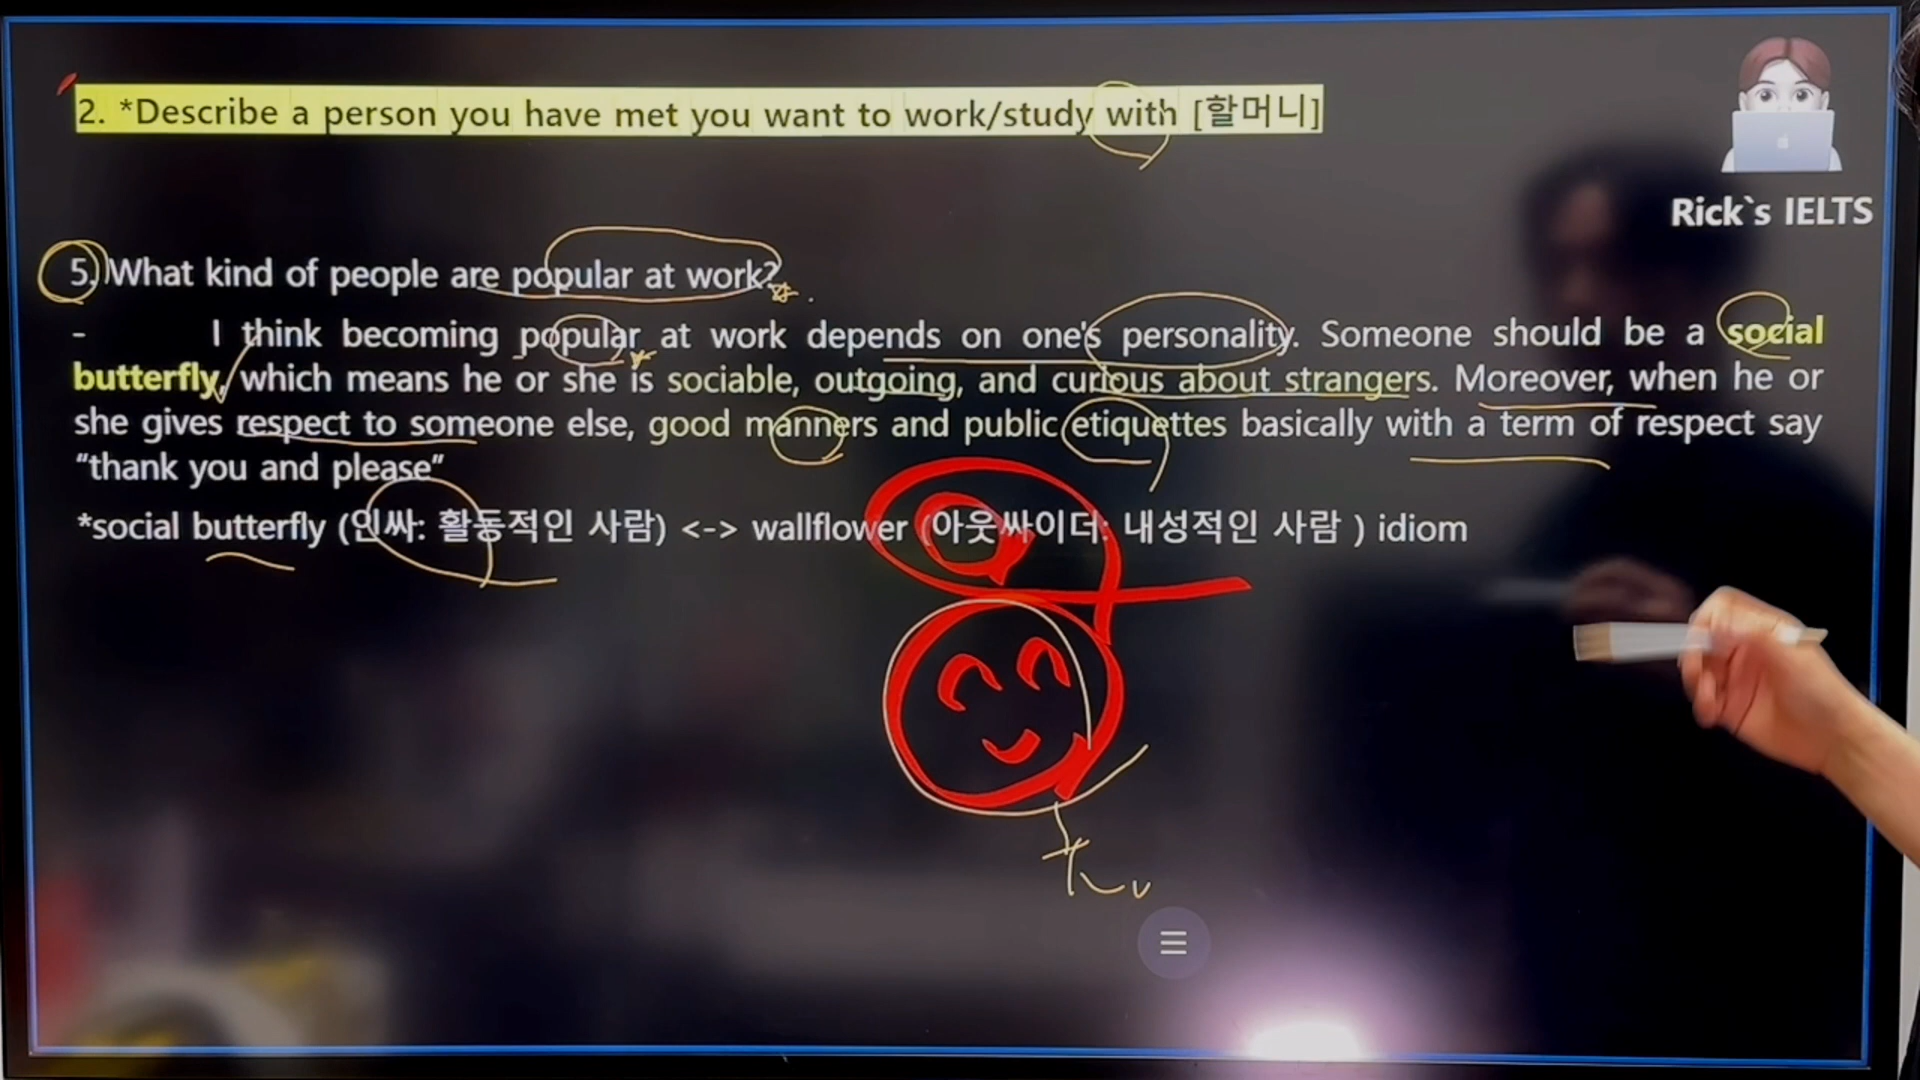 2. *Describe a person you have met you want to work/study with [할머니]
Rick`s IELTS
5. What kind of people are popular at work?
- I think becoming popular at work depends on one's personality. Someone should be a social
butterfly, which means he or she is sociable, outgoing, and curious about strangers. Moreover, when he or
she gives respect to someone else, good manners and public etiquettes basically with a term of respect say
“thank you and please”
*social butterfly (인싸: 활동적인 사람) <-> wallflower (아웃싸이더: 내성적인 사람 ) idiom